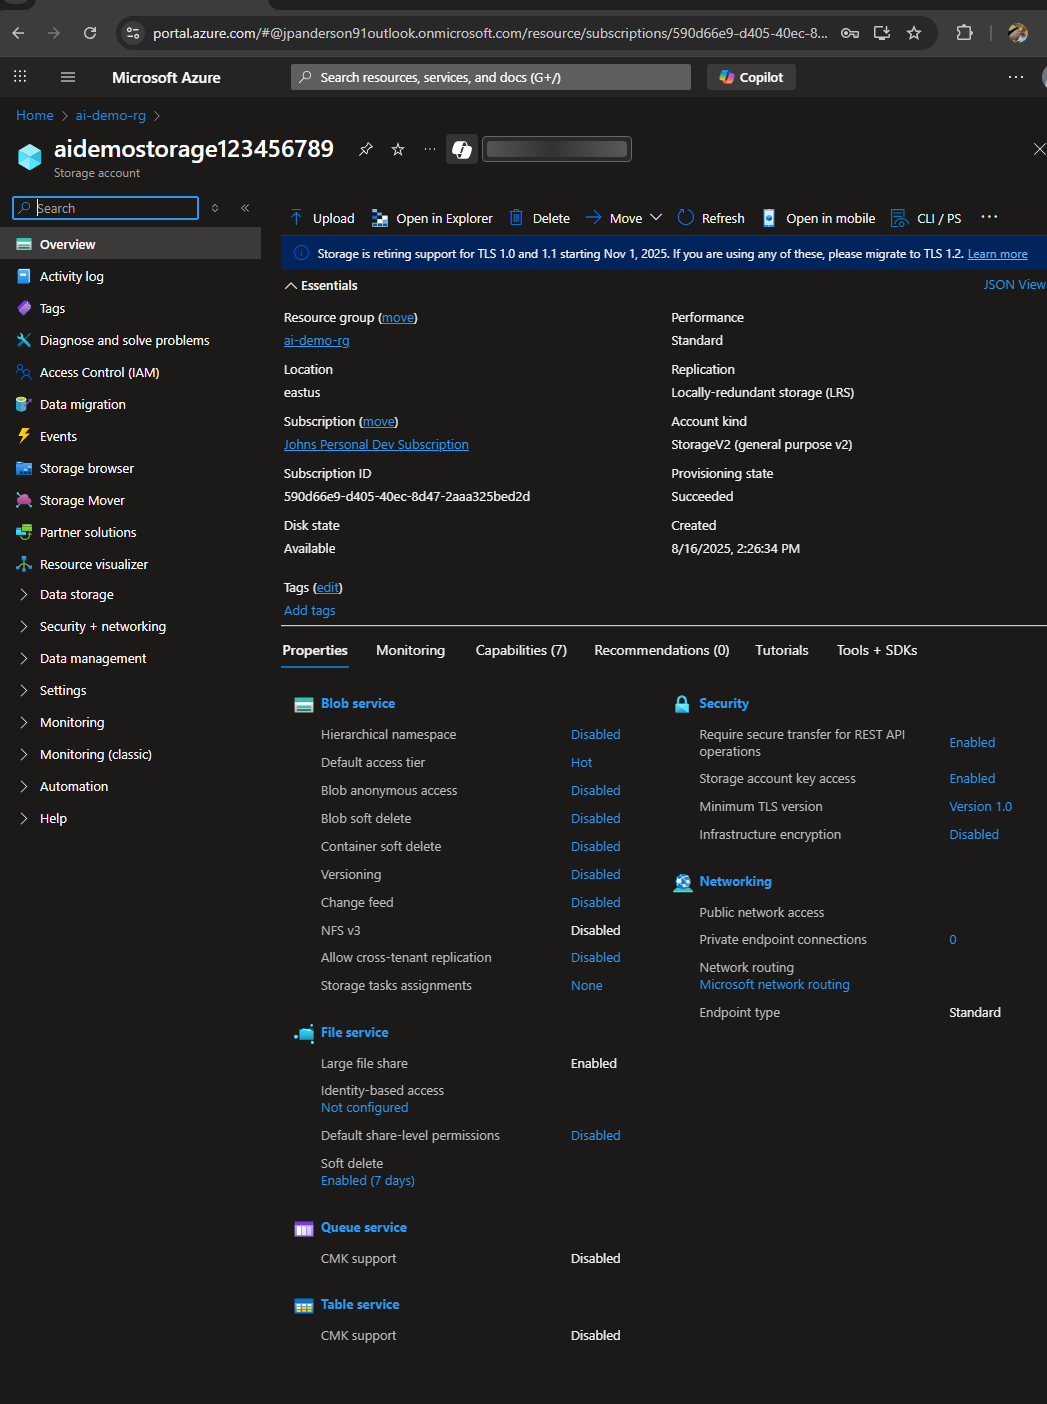 portal.azure.com/#@jpanderson91outlook.onmicrosoft.com/resource/subscriptions/590d66e9-d405-40ec-8...
Microsoft Azure
Search resources, services, and docs (G+/)
Copilot
Home > ai-demo-rg >
aidemostorage123456789
Storage account
Search
Overview
Activity log
Tags
Diagnose and solve problems
Access Control (IAM)
Data migration
Events
Storage browser
Storage Mover
Partner solutions
Resource visualizer
Data storage
Security + networking
Data management
Settings
Monitoring
Monitoring (classic)
Automation
Help
Upload
Open in Explorer
Delete
Move
Refresh
Open in mobile
CLI / PS
Storage is retiring support for TLS 1.0 and 1.1 starting Nov 1, 2025. If you are using any of these, please migrate to TLS 1.2. Learn more
Essentials
JSON View
Resource group (move)
ai-demo-rg
Location
eastus
Subscription (move)
Johns Personal Dev Subscription
Subscription ID
590d66e9-d405-40ec-8d47-2aaa325bed2d
Disk state
Available
Performance
Standard
Replication
Locally-redundant storage (LRS)
Account kind
StorageV2 (general purpose v2)
Provisioning state
Succeeded
Created
8/16/2025, 2:26:34 PM
Tags (edit)
Add tags
Properties
Monitoring
Capabilities (7)
Recommendations (0)
Tutorials
Tools + SDKs
Blob service
Hierarchical namespace Disabled
Default access tier Hot
Blob anonymous access Disabled
Blob soft delete Disabled
Container soft delete Disabled
Versioning Disabled
Change feed Disabled
NFS v3 Disabled
Allow cross-tenant replication Disabled
Storage tasks assignments None
File service
Large file share Enabled
Identity-based access
Not configured
Default share-level permissions Disabled
Soft delete
Enabled (7 days)
Queue service
CMK support Disabled
Table service
CMK support Disabled
Security
Require secure transfer for REST API
operations Enabled
Storage account key access Enabled
Minimum TLS version Version 1.0
Infrastructure encryption Disabled
Networking
Public network access
Private endpoint connections 0
Network routing
Microsoft network routing
Endpoint type Standard